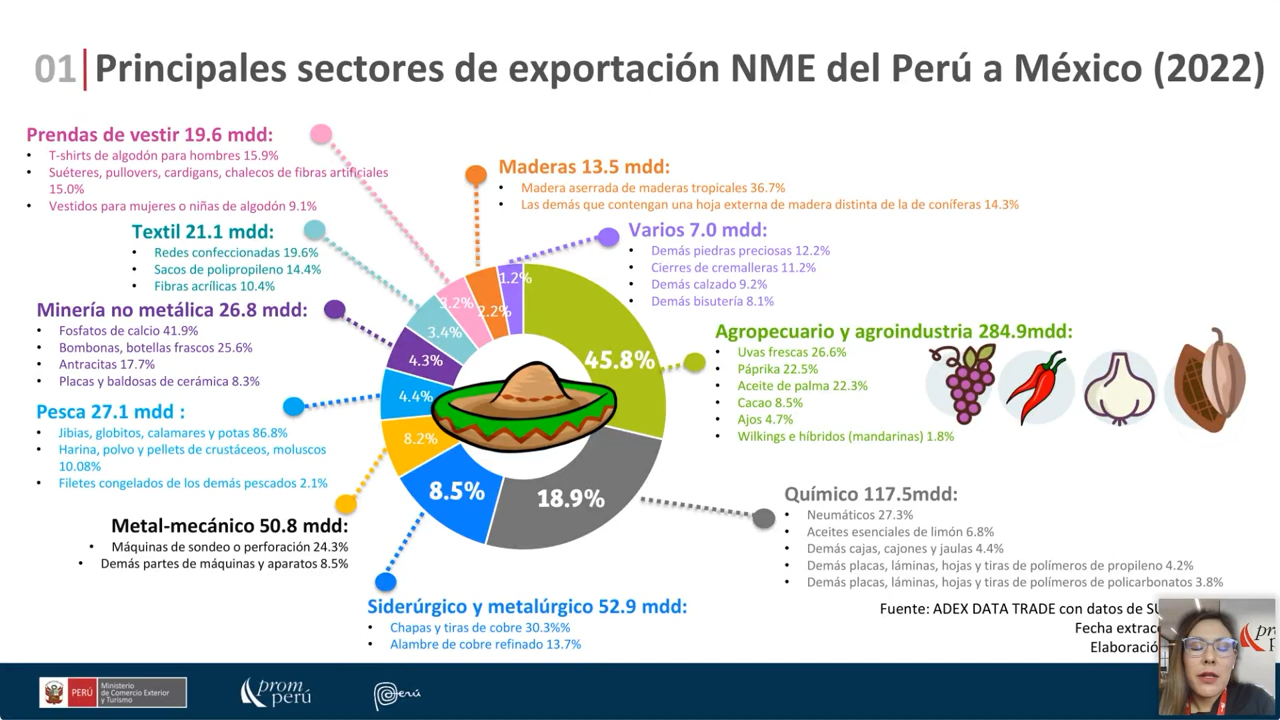 01 Principales sectores de exportación NME del Perú a México (2022)
Prendas de vestir 19.6 mdd:
• T-shirts de algodón para hombres 15.9%
• Suéteres, pullovers, cardigans, chalecos de fibras artificiales
15.0%
• Vestidos para mujeres o niñas de algodón 9.1%
Maderas 13.5 mdd:
• Madera aserrada de maderas tropicales 36.7%
• Las demás que contengan una hoja externa de madera distinta de la de coníferas 14.3%
Textil 21.1 mdd:
• Redes confeccionadas 19.6%
• Sacos de polipropileno 14.4%
• Fibras acrílicas 10.4%
Varios 7.0 mdd:
• Demás piedras preciosas 12.2%
• Cierres de cremalleras 11.2%
• Demás calzado 9.2%
• Demás bisutería 8.1%
Minería no metálica 26.8 mdd:
• Fosfatos de calcio 41.9%
• Bombonas, botellas frascos 25.6%
• Antracitas 17.7%
• Placas y baldosas de cerámica 8.3%
Agropecuario y agroindustria 284.9mdd:
• Uvas frescas 26.6%
• Páprika 22.5%
• Aceite de palma 22.3%
• Cacao 8.5%
• Ajos 4.7%
• Wilkings e híbridos (mandarinas) 1.8%
Pesca 27.1 mdd :
• Jibias, globitos, calamares y potas 86.8%
• Harina, polvo y pellets de crustáceos, moluscos
10.08%
• Filetes congelados de los demás pescados 2.1%
1.2%
2.2%
3.2%
3.4%
4.3%
4.4%
8.2%
8.5%
18.9%
45.8%
Químico 117.5mdd:
• Neumáticos 27.3%
• Aceites esenciales de limón 6.8%
• Demás cajas, cajones y jaulas 4.4%
• Demás placas, láminas, hojas y tiras de polímeros de propileno 4.2%
• Demás placas, láminas, hojas y tiras de polímeros de policarbonatos 3.8%
Metal-mecánico 50.8 mdd:
• Máquinas de sondeo o perforación 24.3%
• Demás partes de máquinas y aparatos 8.5%
Siderúrgico y metalúrgico 52.9 mdd:
• Chapas y tiras de cobre 30.3%%
• Alambre de cobre refinado 13.7%
Fuente: ADEX DATA TRADE con datos de
Fecha
PERÚ
Ministerio
de Comercio Exterior
y Turismo
prom
perú
Perú